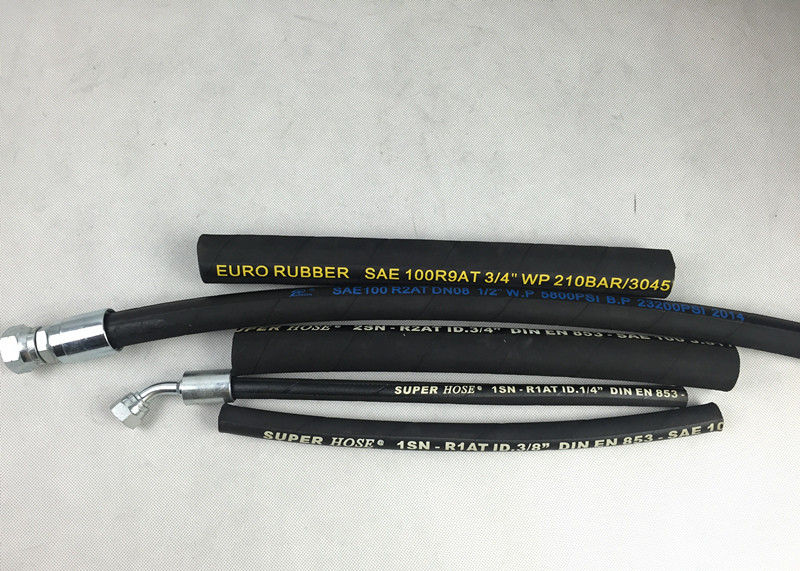 EURO RUBBER SAE 100R9AT 3/4" WP 210BAR/3045
SAE100 R2AT DN08 1/2" W.P 5800PSI B.P 23200PSI 2014
SUPER HOSE® 2SN - R2AT ID.3/4" DIN EN 853 - SAE 100
SUPER HOSE® 1SN - R1AT ID.1/4" DIN EN 853 -
SUPER HOSE® 1SN - R1AT ID.3/8" DIN EN 853 - SAE 10